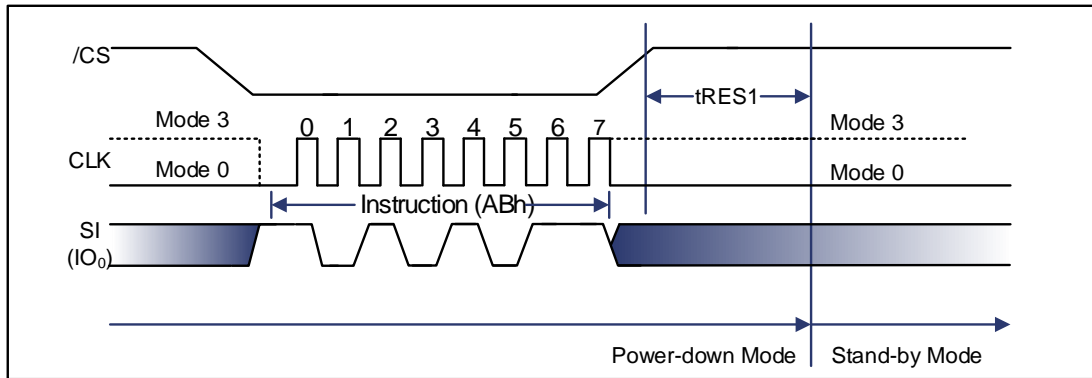 /CS
tRES1
Mode 3
0 1 2 3 4 5 6 7
Mode 3
CLK
Mode 0
Mode 0
Instruction (ABh)
SI
(IO₀)
Power-down Mode
Stand-by Mode